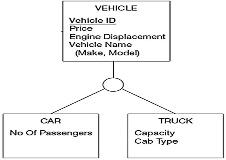 VEHICLE
Vehicle ID
Price
Engine Displacement
Vehicle Name
(Make, Model)
CAR
No Of Passengers
TRUCK
Capacity
Cab Type